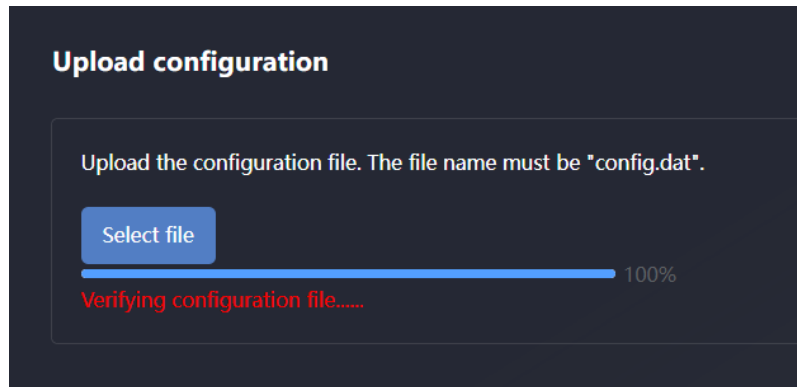 Upload configuration
Upload the configuration file. The file name must be "config.dat".
Select file
100%
Verifying configuration file......